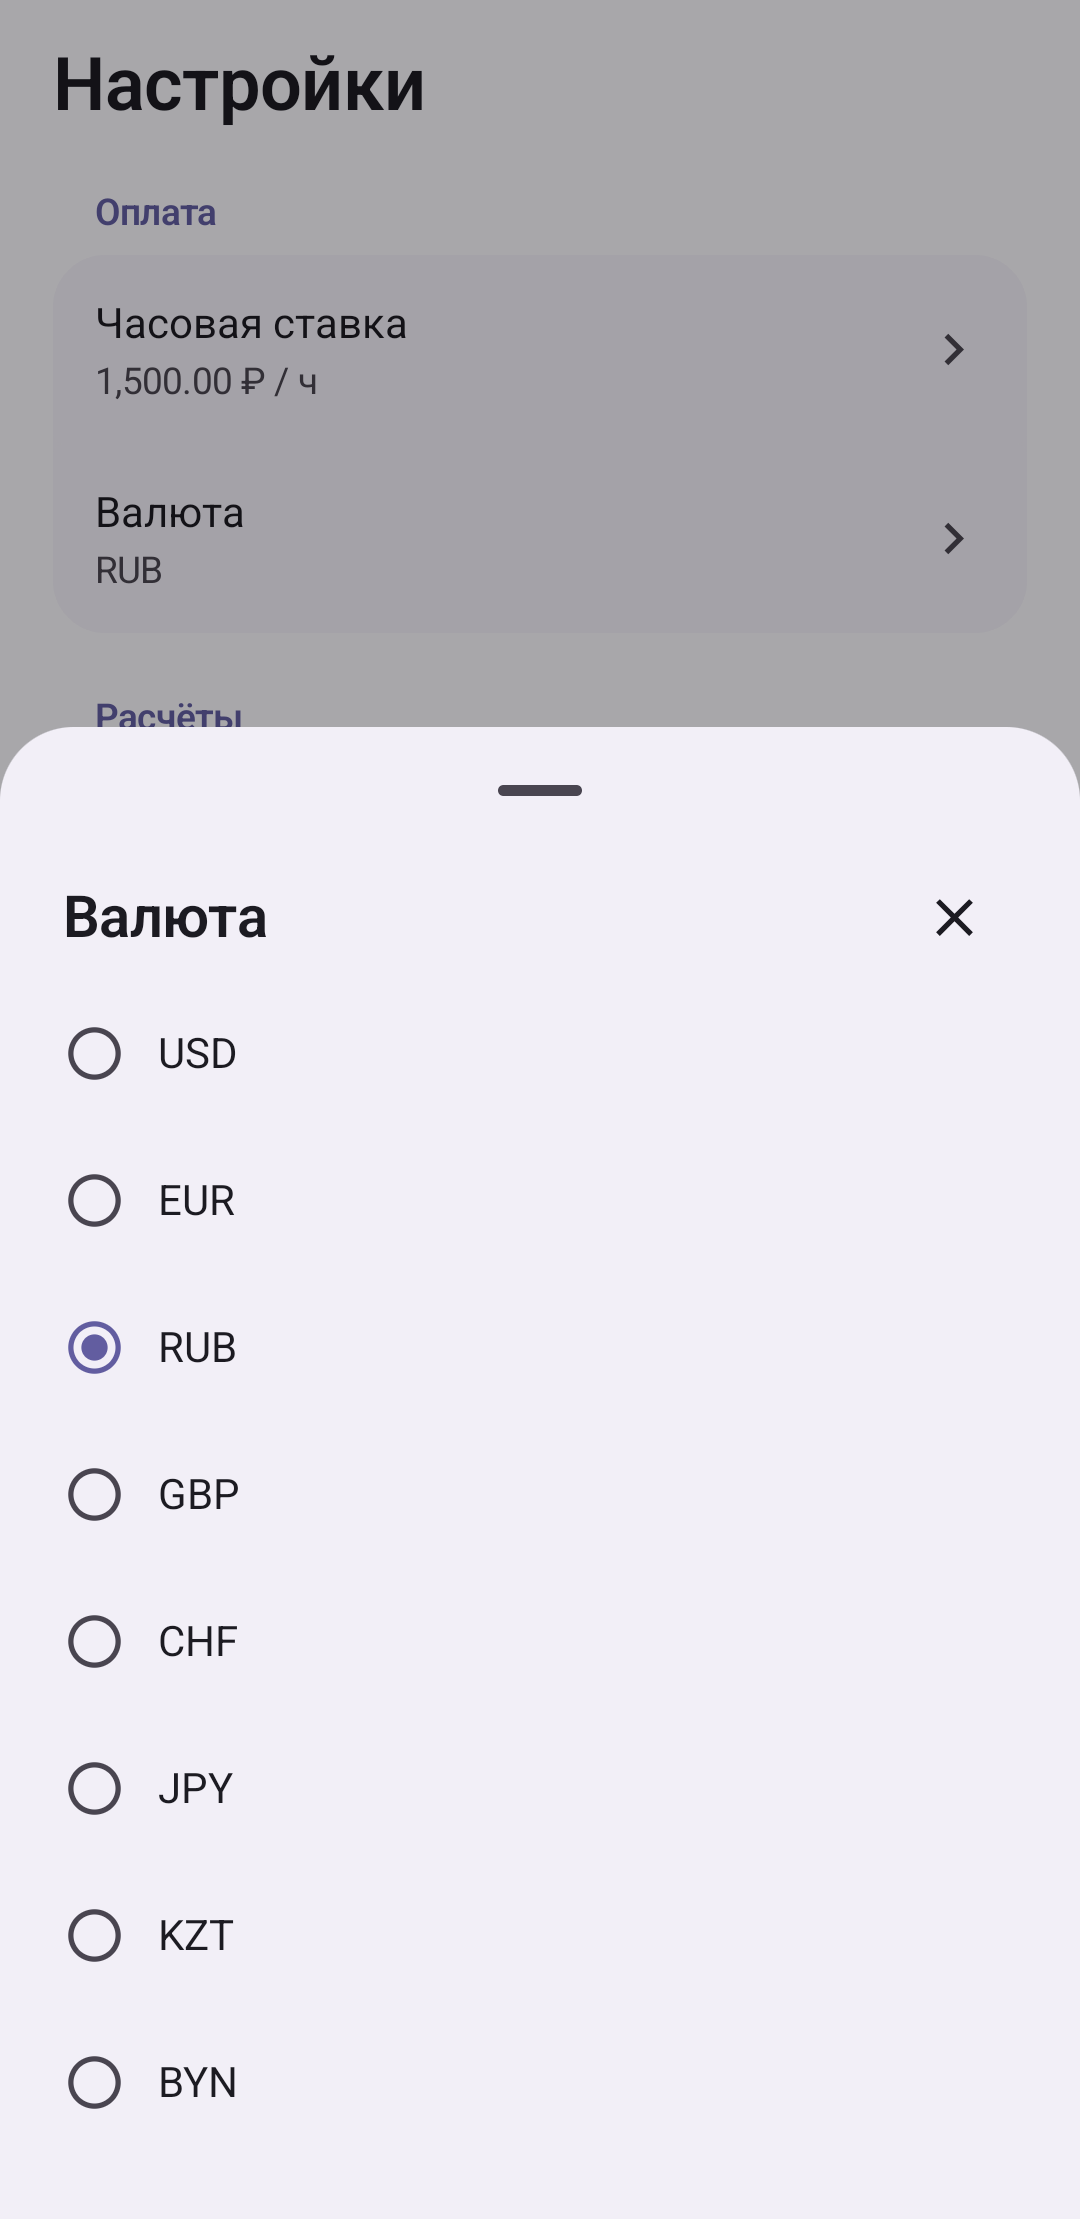 Настройки
Оплата
Часовая ставка
1,500.00 ₽ / ч
Валюта
RUB
Расчёты
Валюта
USD
EUR
RUB
GBP
CHF
JPY
KZT
BYN